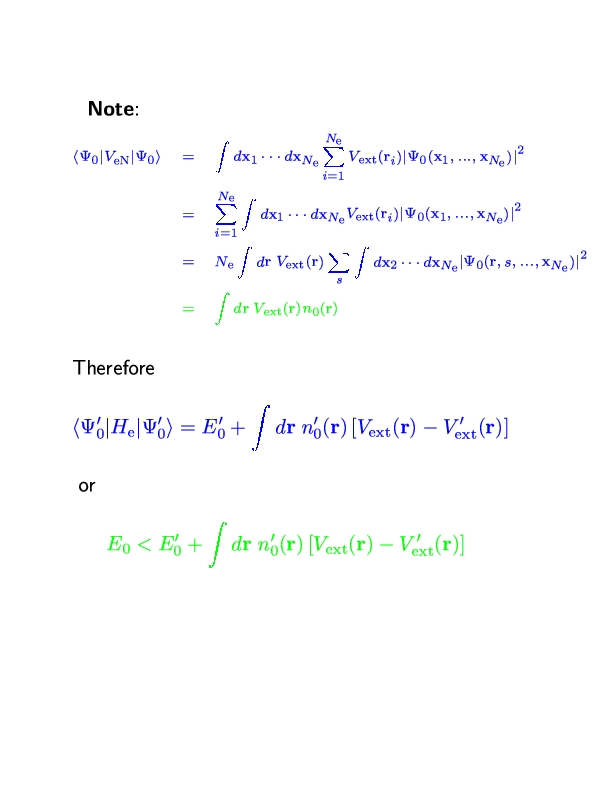 Note:
⟨Ψ₀|V_eN|Ψ₀⟩ = ∫ dx₁ ··· dx_{N_e} ∑_{i=1}^{N_e} V_ext(r_i)|Ψ₀(x₁, ..., x_{N_e})|²
= ∑_{i=1}^{N_e} ∫ dx₁ ··· dx_{N_e} V_ext(r_i)|Ψ₀(x₁, ..., x_{N_e})|²
= N_e ∫ dr V_ext(r) ∑_s ∫ dx₂ ··· dx_{N_e} |Ψ₀(r, s, ..., x_{N_e})|²
= ∫ dr V_ext(r) n₀(r)
Therefore
⟨Ψ′₀|H_e|Ψ′₀⟩ = E′₀ + ∫ dr n′₀(r) [V_ext(r) − V′_ext(r)]
or
E₀ < E′₀ + ∫ dr n′₀(r) [V_ext(r) − V′_ext(r)]